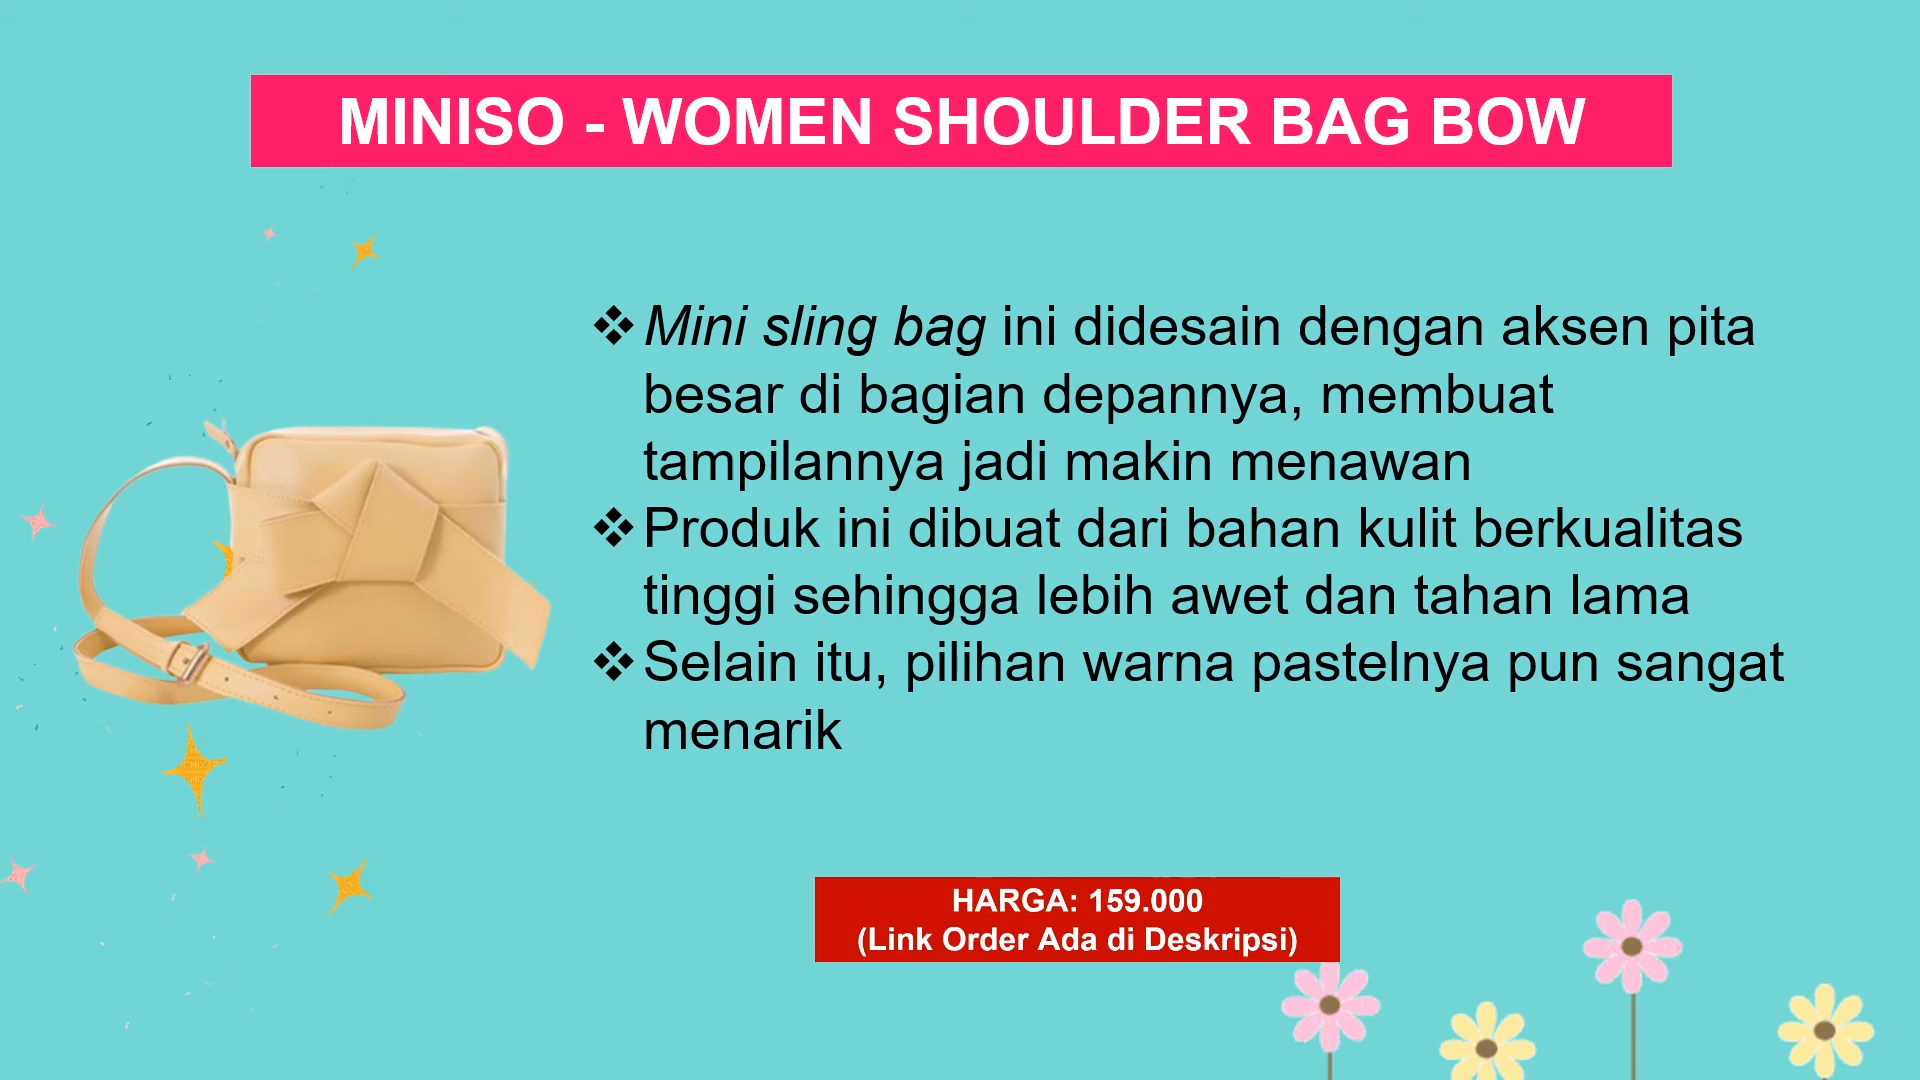 MINISO - WOMEN SHOULDER BAG BOW
❖Mini sling bag ini didesain dengan aksen pita
besar di bagian depannya, membuat
tampilannya jadi makin menawan
❖Produk ini dibuat dari bahan kulit berkualitas
tinggi sehingga lebih awet dan tahan lama
❖Selain itu, pilihan warna pastelnya pun sangat
menarik
HARGA: 159.000
(Link Order Ada di Deskripsi)